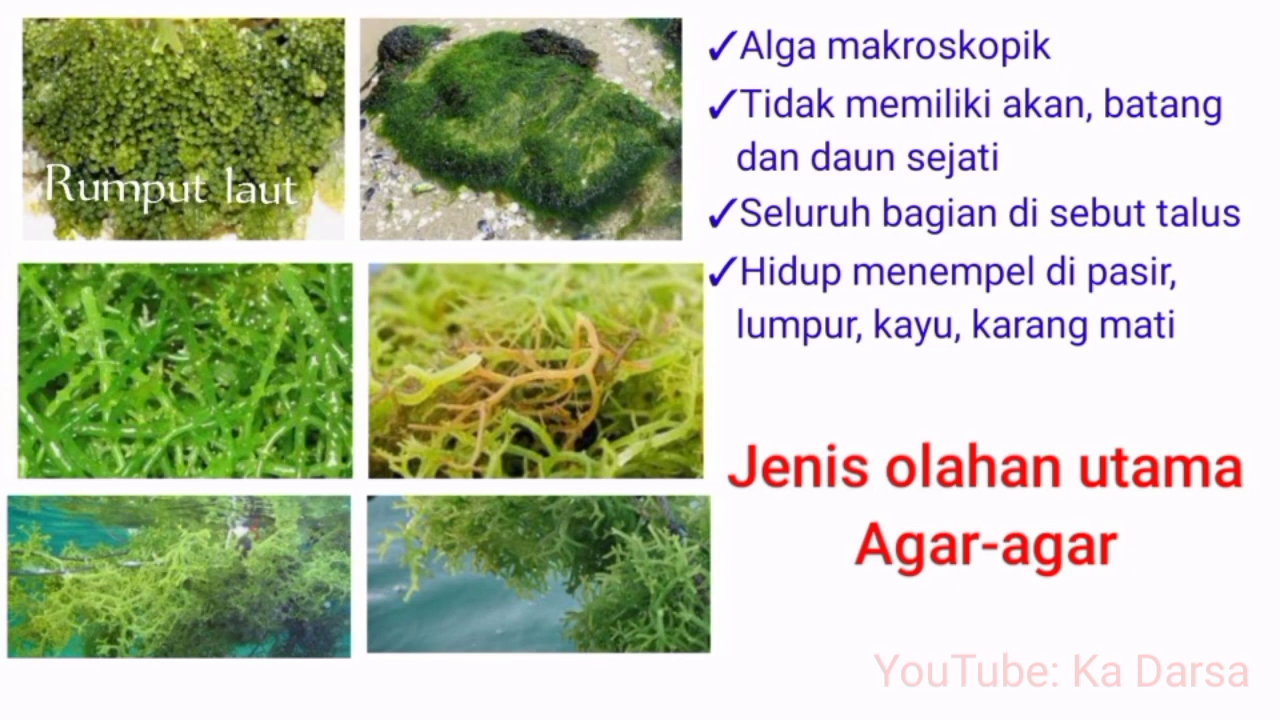 Rumput laut
✓Alga makroskopik
✓Tidak memiliki akan, batang
dan daun sejati
✓Seluruh bagian di sebut talus
✓Hidup menempel di pasir,
lumpur, kayu, karang mati
Jenis olahan utama
Agar-agar
YouTube: Ka Darsa